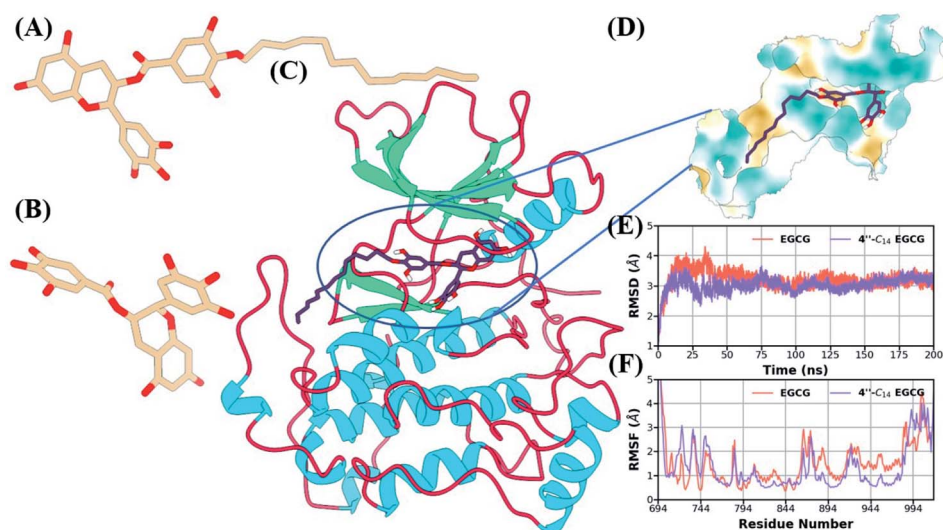 (A)
(C)
(D)
(B)
(E)
EGCG 4''-C14 EGCG
RMSD (Å)
5
4
3
2
1
0 25 50 75 100 125 150 175 200
Time (ns)
(F)
EGCG 4''-C14 EGCG
RMSF (Å)
5
4
3
2
1
0
694 744 794 844 894 944 994
Residue Number